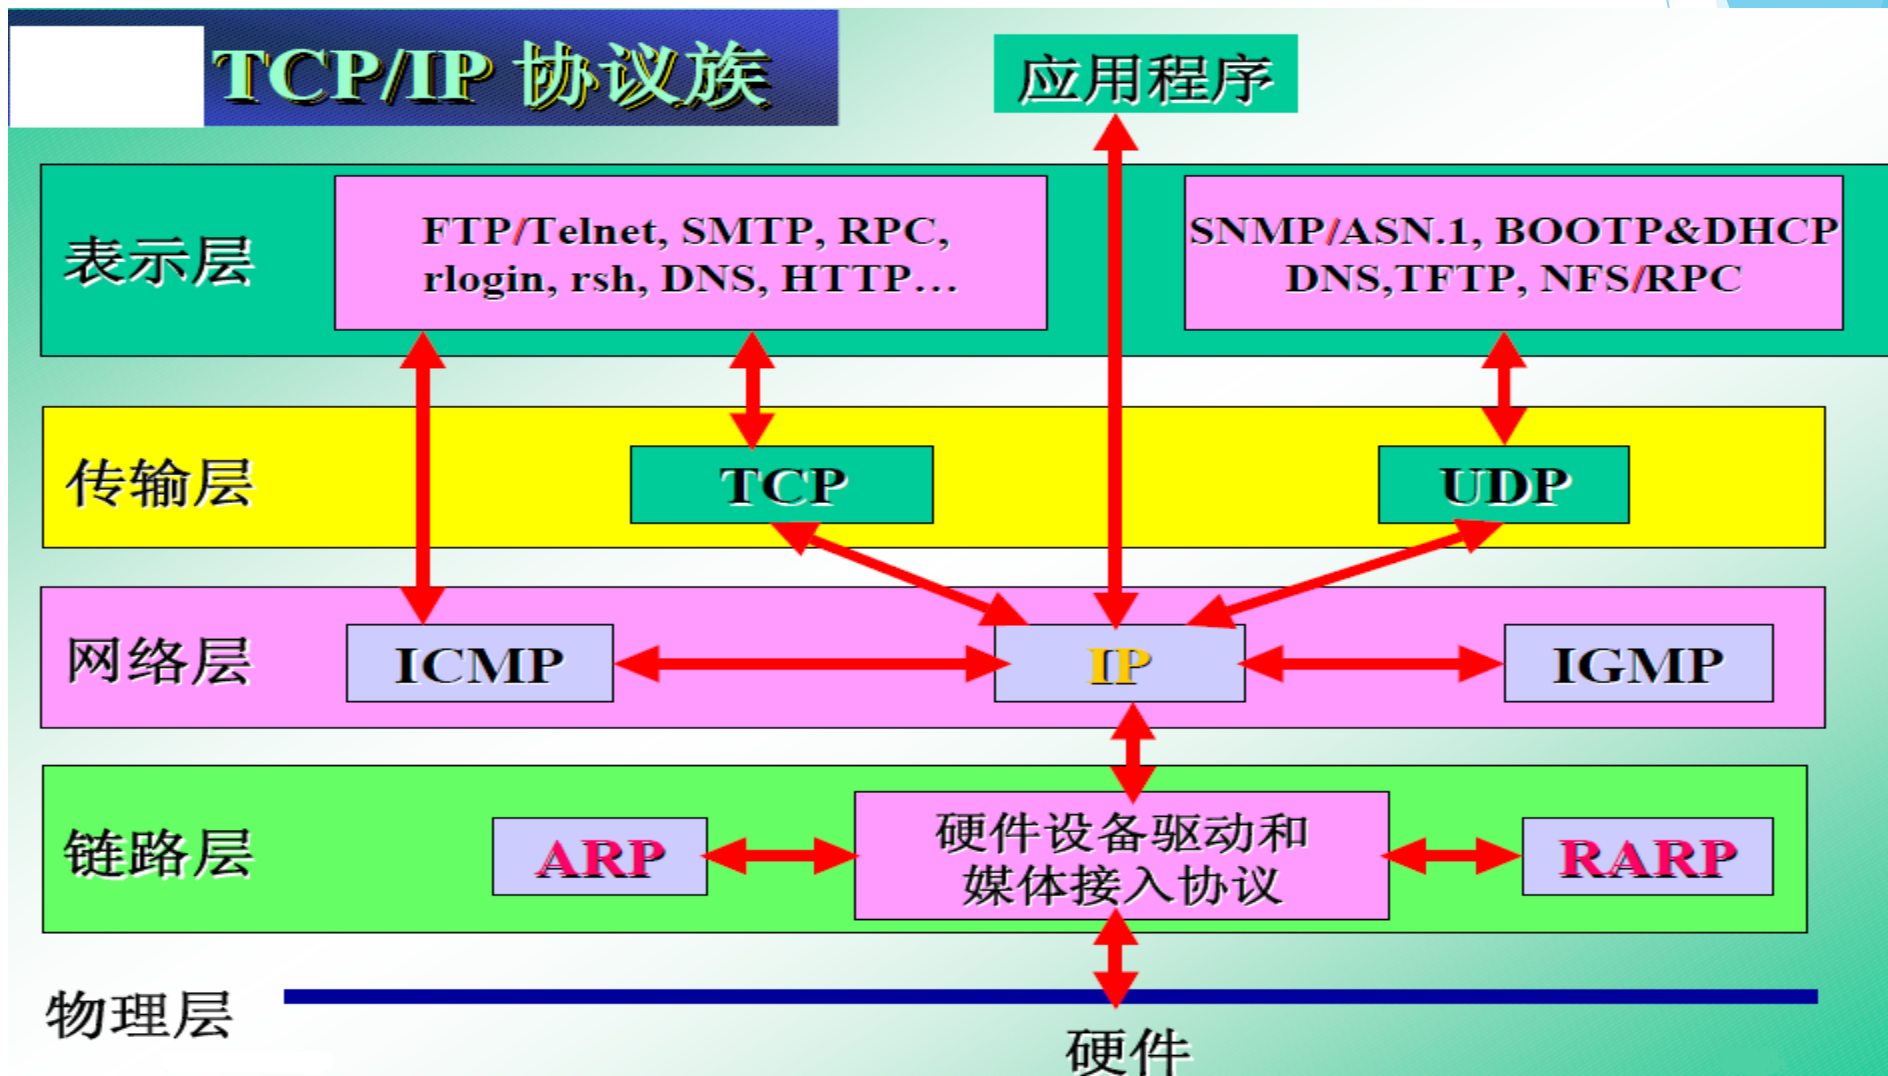 TCP/IP 协议族
应用程序
表示层
FTP/Telnet, SMTP, RPC,
rlogin, rsh, DNS, HTTP…
SNMP/ASN.1, BOOTP&DHCP
DNS,TFTP, NFS/RPC
传输层
TCP
UDP
网络层
ICMP
IP
IGMP
链路层
ARP
硬件设备驱动和
媒体接入协议
RARP
物理层
硬件